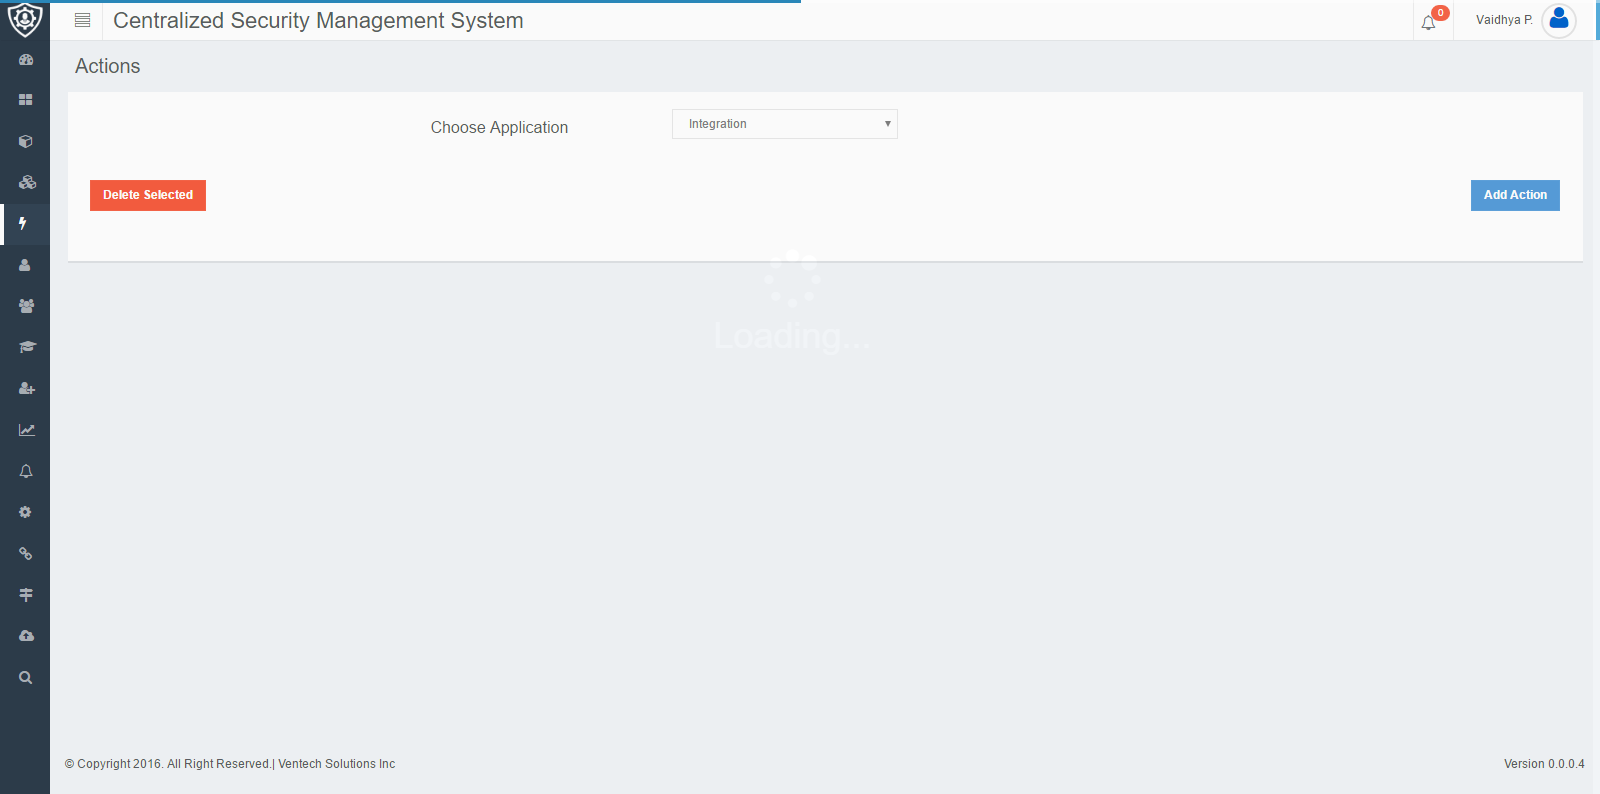 Centralized Security Management System
0
Vaidhya P.
Actions
Choose Application
Integration
Delete Selected
Add Action
Loading...
© Copyright 2016. All Right Reserved.| Ventech Solutions Inc
Version 0.0.0.4